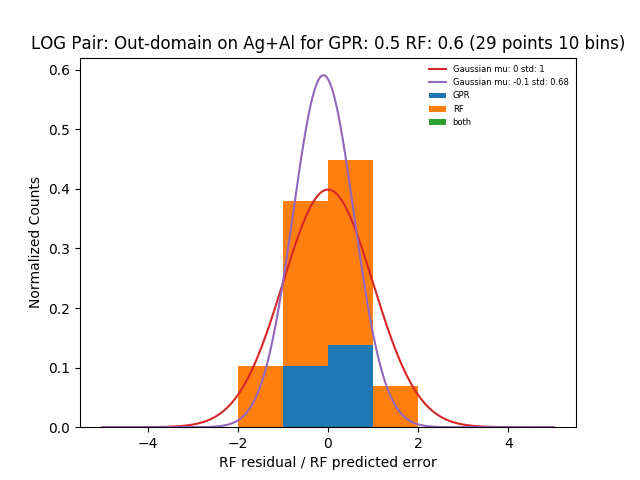 LOG Pair: Out-domain on Ag+Al for GPR: 0.5 RF: 0.6 (29 points 10 bins)
Gaussian mu: 0 std: 1
Gaussian mu: -0.1 std: 0.68
GPR
RF
both
Normalized Counts
0.6
0.5
0.4
0.3
0.2
0.1
0.0
−4 −2 0 2 4
RF residual / RF predicted error